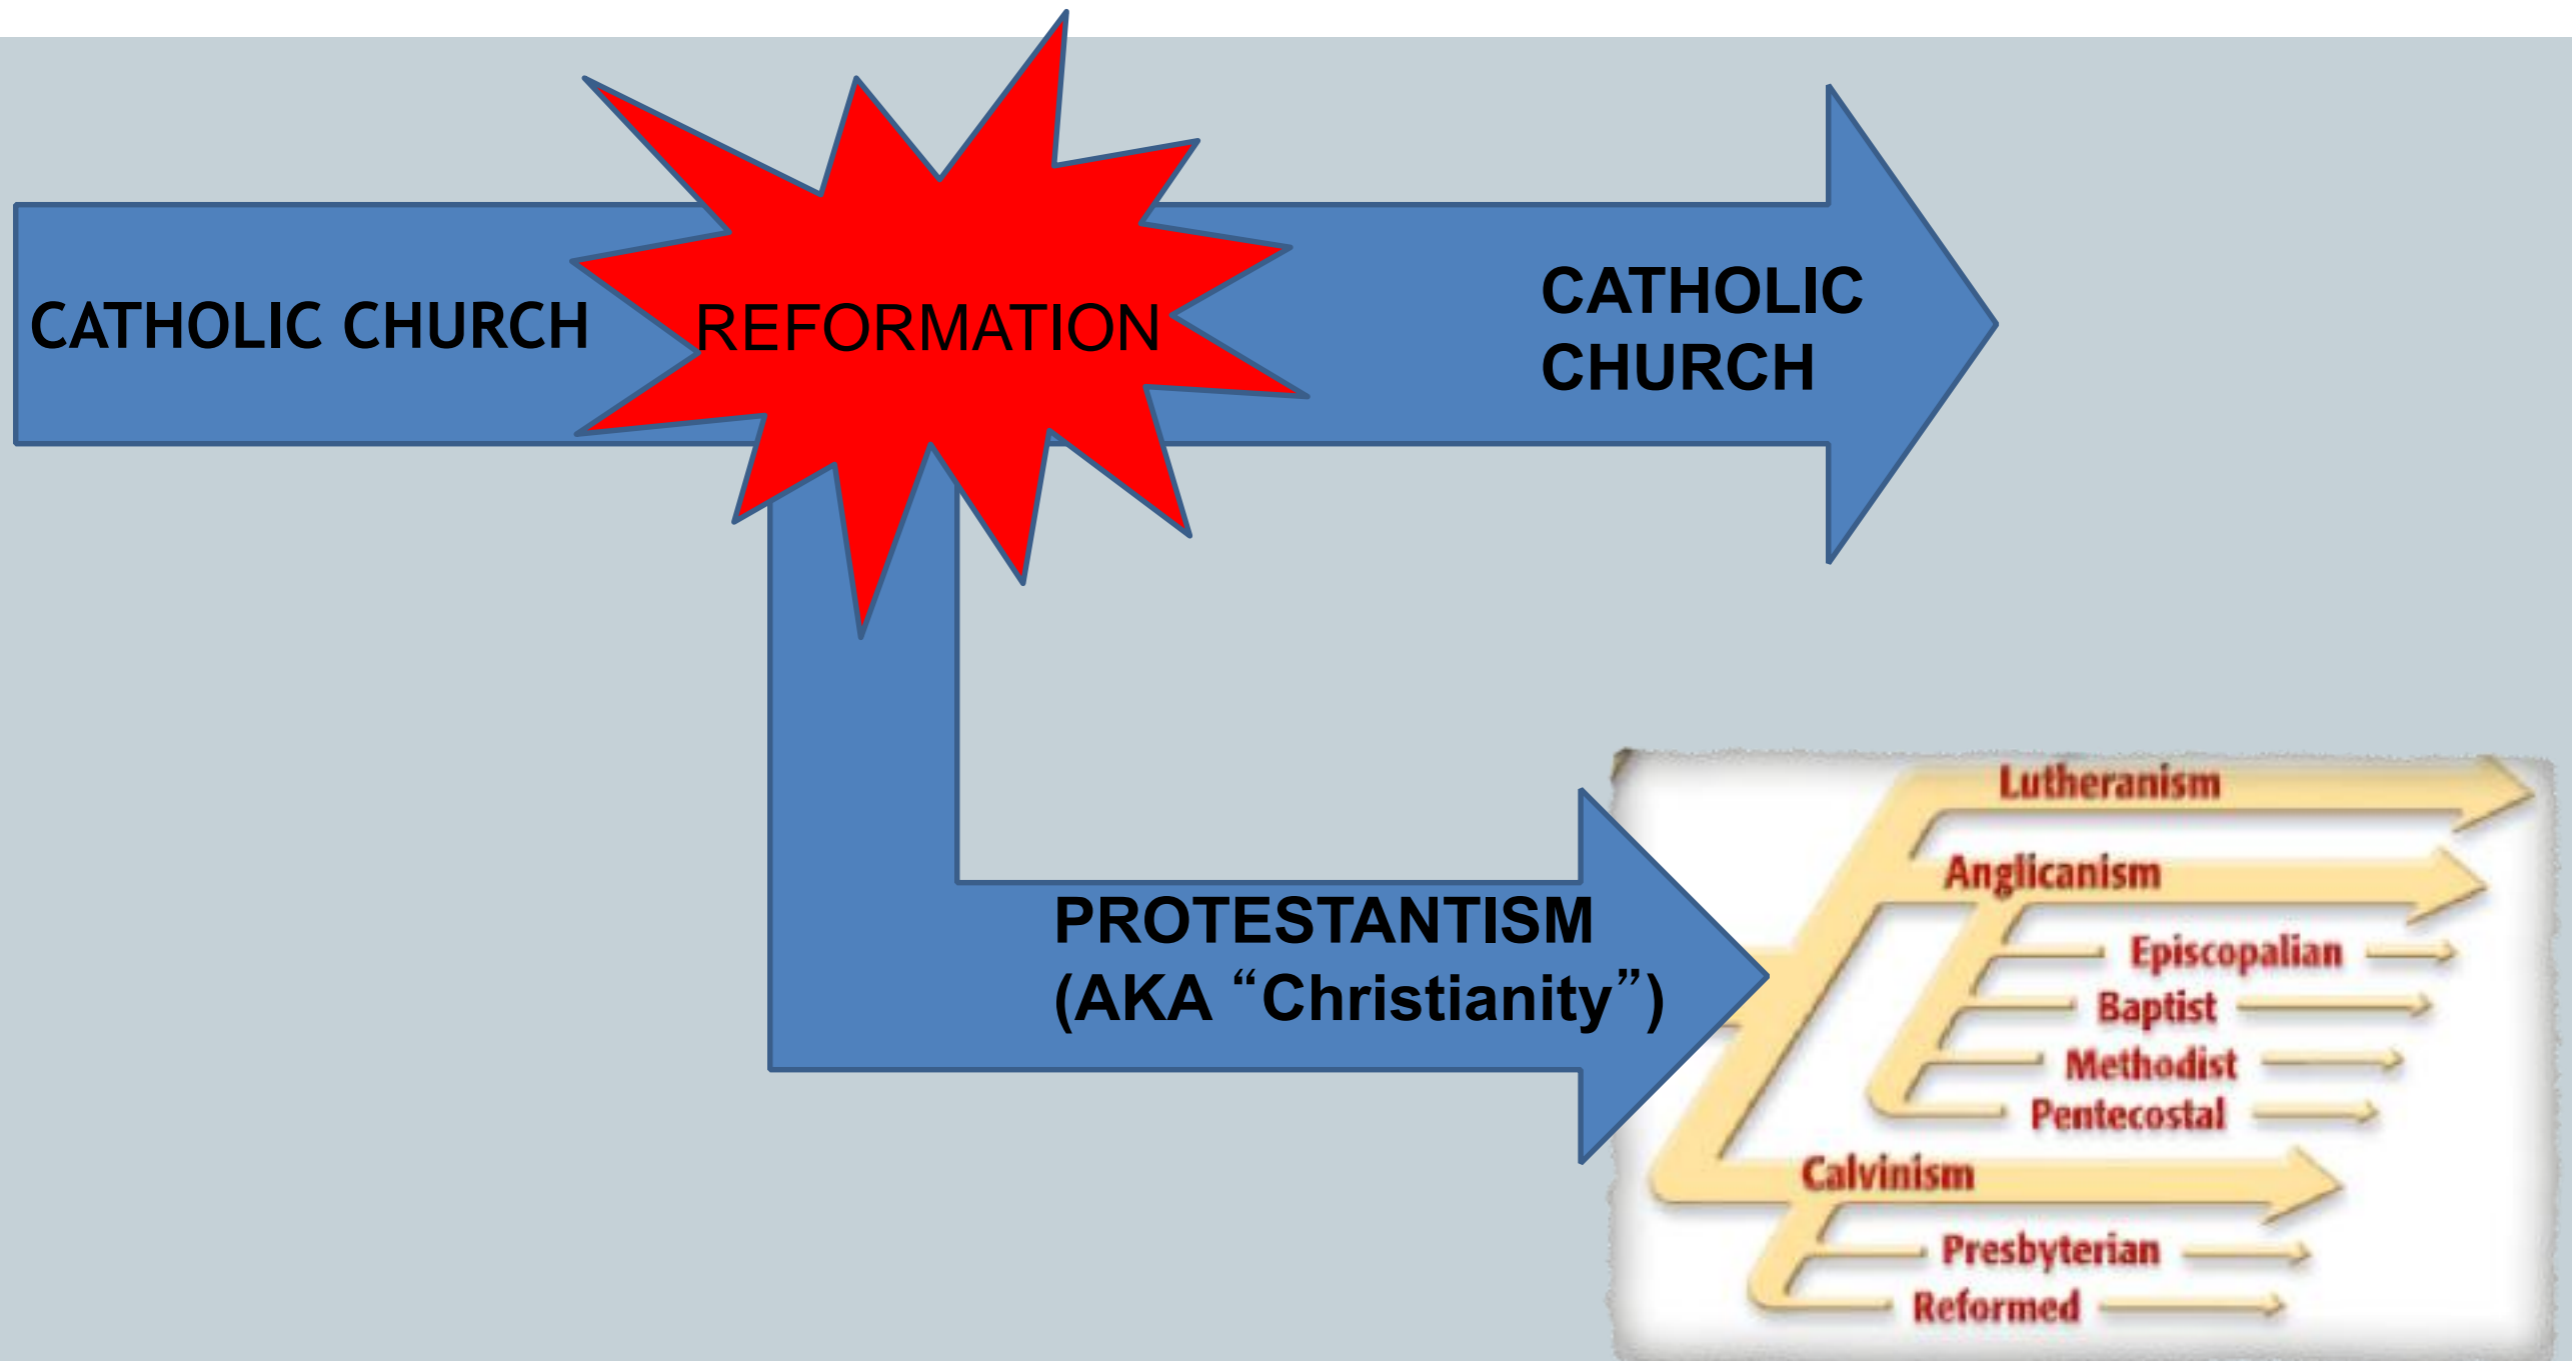 CATHOLIC CHURCH
REFORMATION
CATHOLIC
CHURCH
PROTESTANTISM
(AKA “Christianity”)
Lutheranism
Anglicanism
Episcopalian
Baptist
Methodist
Pentecostal
Calvinism
Presbyterian
Reformed